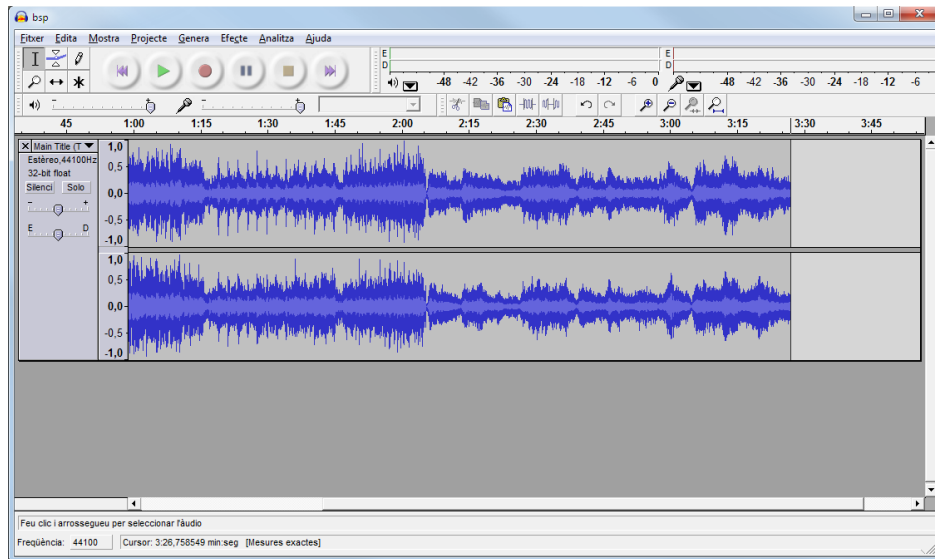 bsp
Fitxer Edita Mostra Projecte Genera Efecte Analitza Ajuda
E
D
-48 -42 -36 -30 -24 -18 -12 -6 0
E
D
-48 -42 -36 -30 -24 -18 -12 -6
45 1:00 1:15 1:30 1:45 2:00 2:15 2:30 2:45 3:00 3:15 3:30 3:45
Main Title (T
Estèreo,44100Hz
32-bit float
Silenci Solo
- +
E D
1,0
0,5
0,0
-0,5
-1,0
1,0
0,5
0,0
-0,5
-1,0
Feu clic i arrossegueu per seleccionar l'àudio
Freqüència: 44100 Cursor: 3:26,758549 min:seg [Mesures exactes]